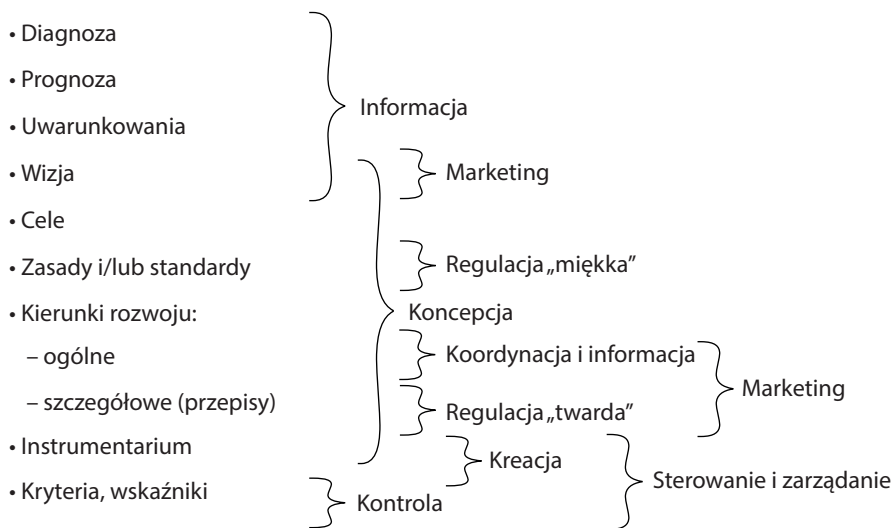 • Diagnoza
• Prognoza
Informacja
• Uwarunkowania
• Wizja
Marketing
• Cele
• Zasady i/lub standardy
Regulacja „miękka”
• Kierunki rozwoju:
Koncepcja
– ogólne
Koordynacja i informacja
Marketing
– szczegółowe (przepisy)
Regulacja „twarda”
• Instrumentarium
Kreacja
Sterowanie i zarządanie
• Kryteria, wskaźniki
Kontrola